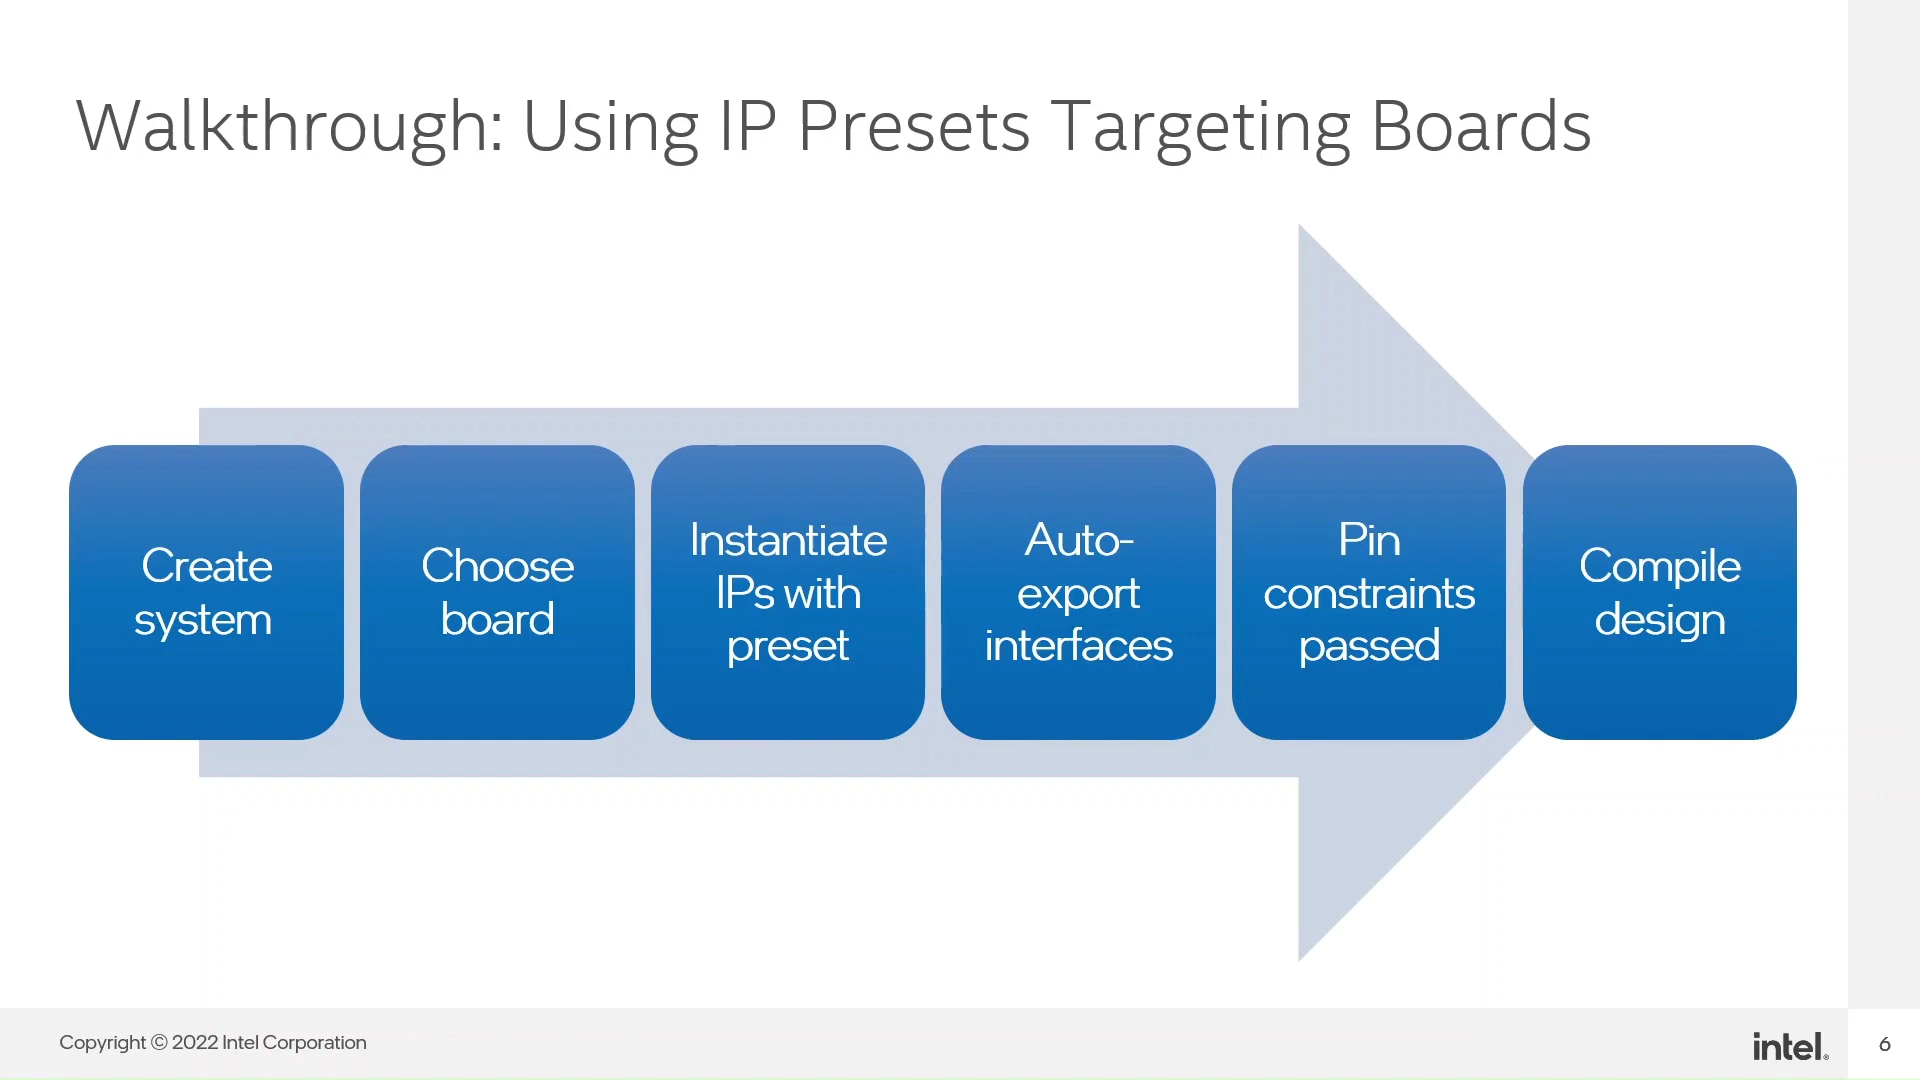 Walkthrough: Using IP Presets Targeting Boards
Create
system
Choose
board
Instantiate
IPs with
preset
Auto-
export
interfaces
Pin
constraints
passed
Compile
design
Copyright © 2022 Intel Corporation
intel®
6